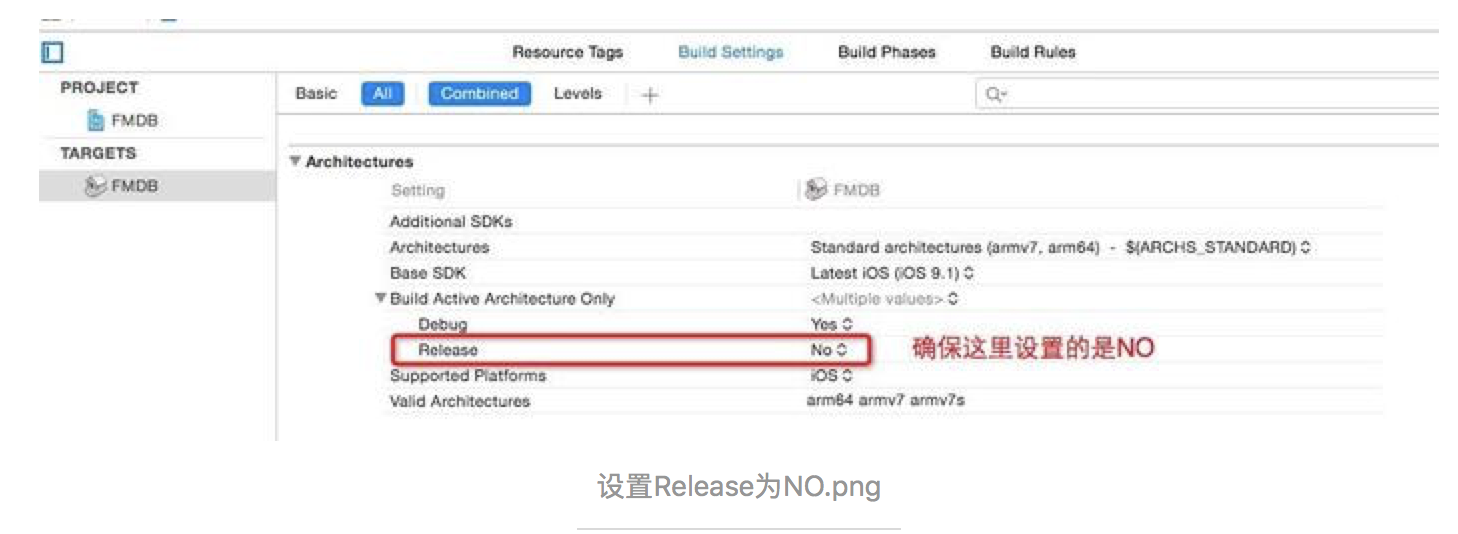 Resource Tags Build Settings Build Phases Build Rules
PROJECT
FMDB
TARGETS
FMDB
Basic All Combined Levels +
Architectures
Setting FMDB
Additional SDKs
Architectures Standard architectures (armv7, arm64) - $(ARCHS_STANDARD)
Base SDK Latest iOS (iOS 9.1)
Build Active Architecture Only <Multiple values>
Debug Yes
Release No 确保这里设置的是NO
Supported Platforms iOS
Valid Architectures arm64 armv7 armv7s
设置Release为NO.png